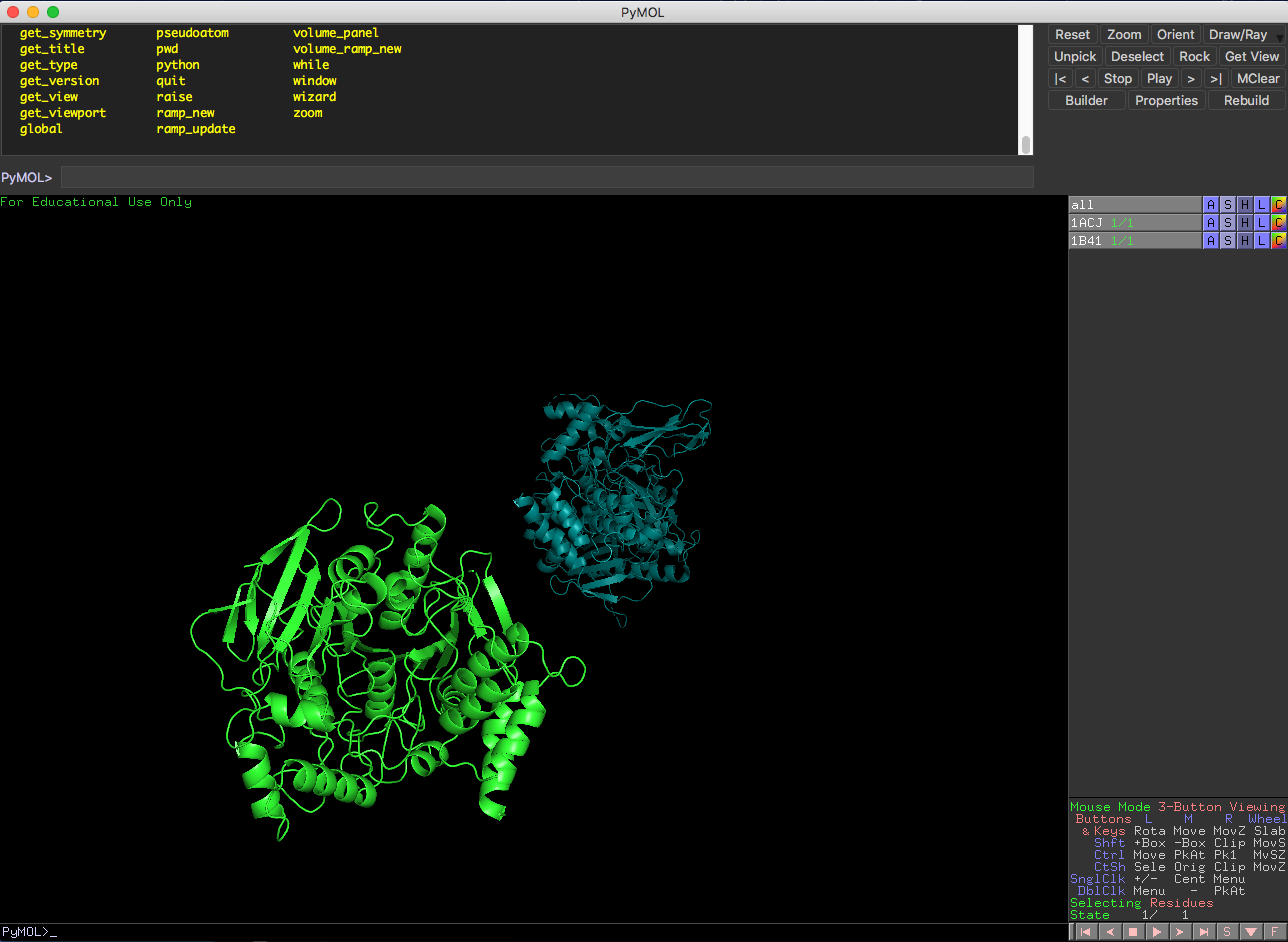 PyMOL
get_symmetry pseudoatom volume_panel
get_title pwd volume_ramp_new
get_type python while
get_version quit window
get_view raise wizard
get_viewport ramp_new zoom
global ramp_update
Reset Zoom Orient Draw/Ray
Unpick Deselect Rock Get View
|< < Stop Play > >| MClear
Builder Properties Rebuild
PyMOL>
For Educational Use Only
all A S H L C
1ACJ 1/1 A S H L C
1B41 1/1 A S H L C
Mouse Mode 3-Button Viewing
Buttons L M R Wheel
& Keys Rota Move MovZ Slab
Shft +Box -Box Clip MovS
Ctrl Move PkAt Pk1 MvSZ
CtSh Sele Orig Clip MovZ
SnglClk +/- Cent Menu
DblClk Menu - PkAt
Selecting Residues
State 1/ 1
PyMOL>_ S F